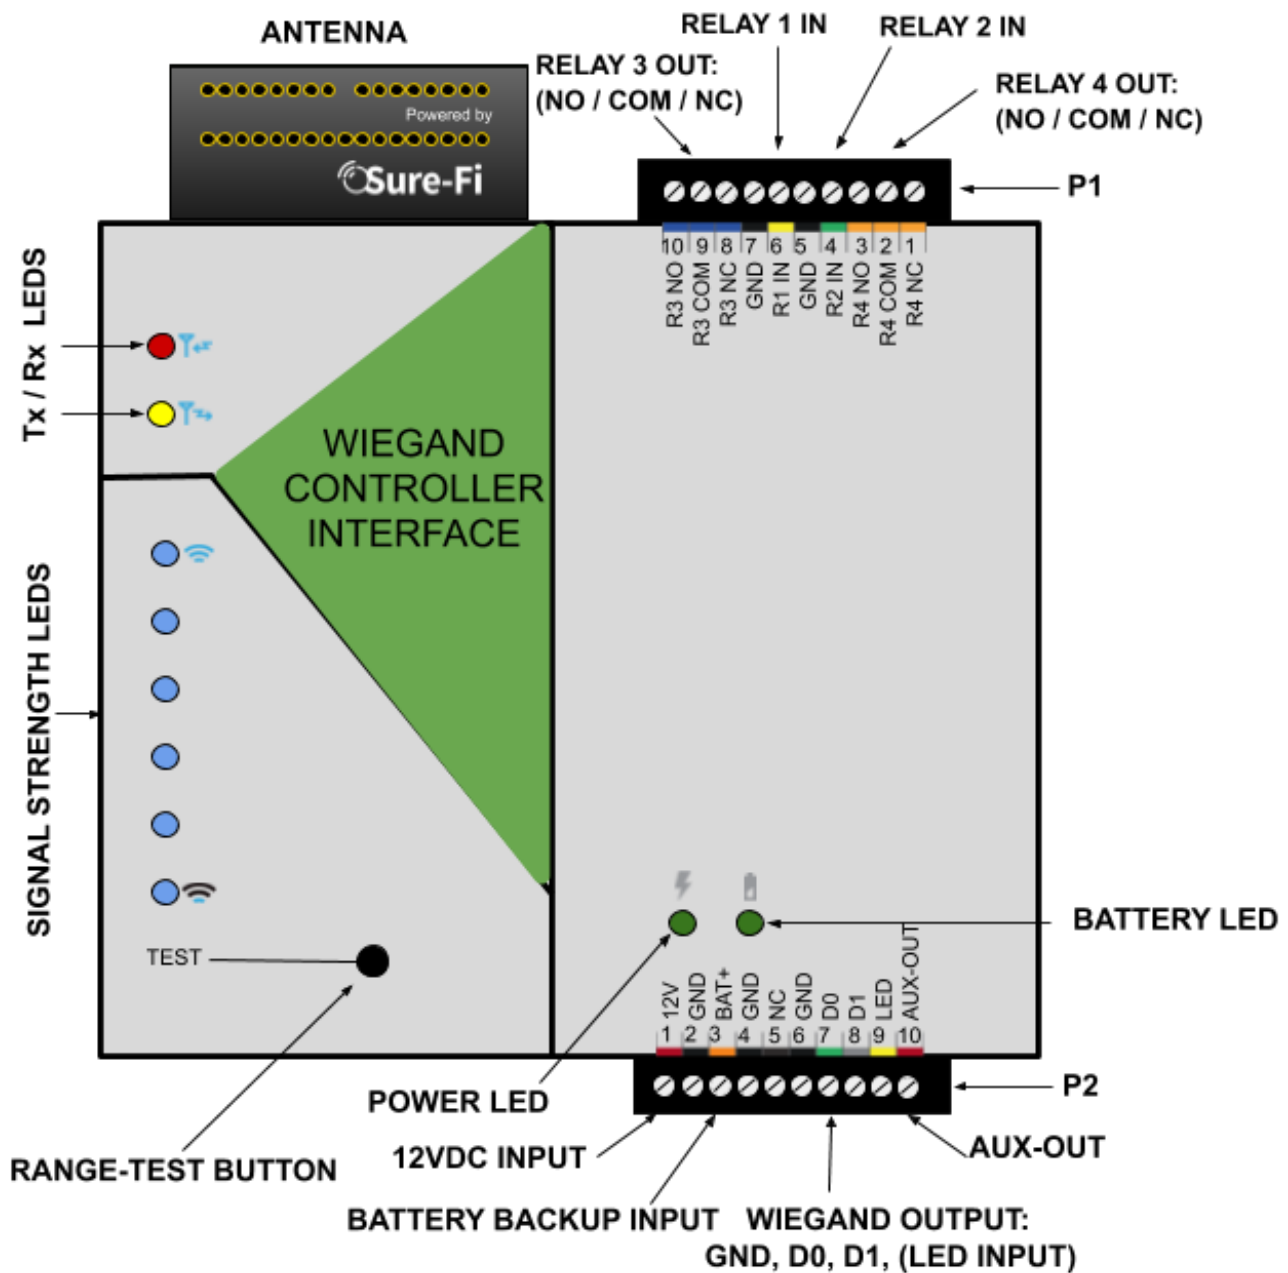 ANTENNA
RELAY 1 IN
RELAY 2 IN
RELAY 3 OUT:
(NO / COM / NC)
RELAY 4 OUT:
(NO / COM / NC)
Powered by
Sure-Fi
P1
10 9 8 7 6 5 4 3 2 1
R3 NO
R3 COM
R3 NC
GND
R1 IN
GND
R2 IN
R4 NO
R4 COM
R4 NC
Tx / Rx LEDS
WIEGAND
CONTROLLER
INTERFACE
SIGNAL STRENGTH LEDS
BATTERY LED
TEST
12V
GND
BAT+
GND
NC
GND
D0
D1
LED
AUX-OUT
1 2 3 4 5 6 7 8 9 10
P2
POWER LED
12VDC INPUT
AUX-OUT
RANGE-TEST BUTTON
BATTERY BACKUP INPUT
WIEGAND OUTPUT:
GND, D0, D1, (LED INPUT)